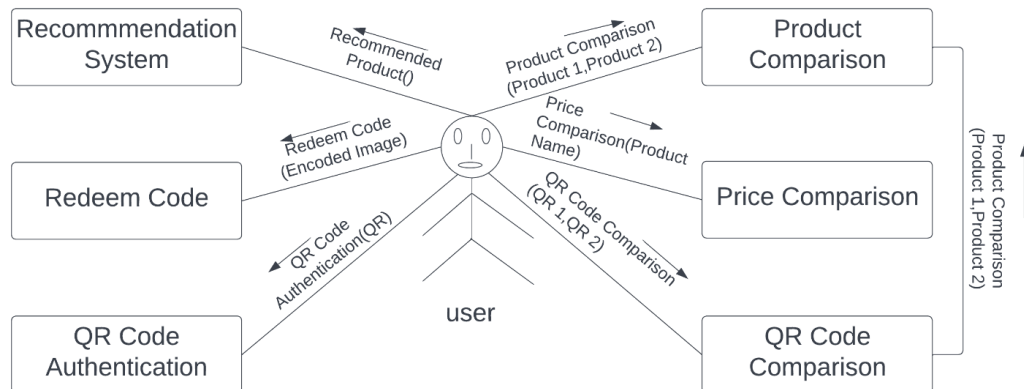 Recommmendation
System
Recommended
Product()
Product Comparison
(Product 1,Product 2)
Product
Comparison
Redeem Code
Redeem Code
(Encoded Image)
Price
Comparison(Product
Name)
Price Comparison
Product Comparison
(Product 1,Product 2)
QR Code
Authentication
QR Code
Authentication(QR)
QR Code Comparison
(QR 1,QR 2)
user
QR Code
Comparison